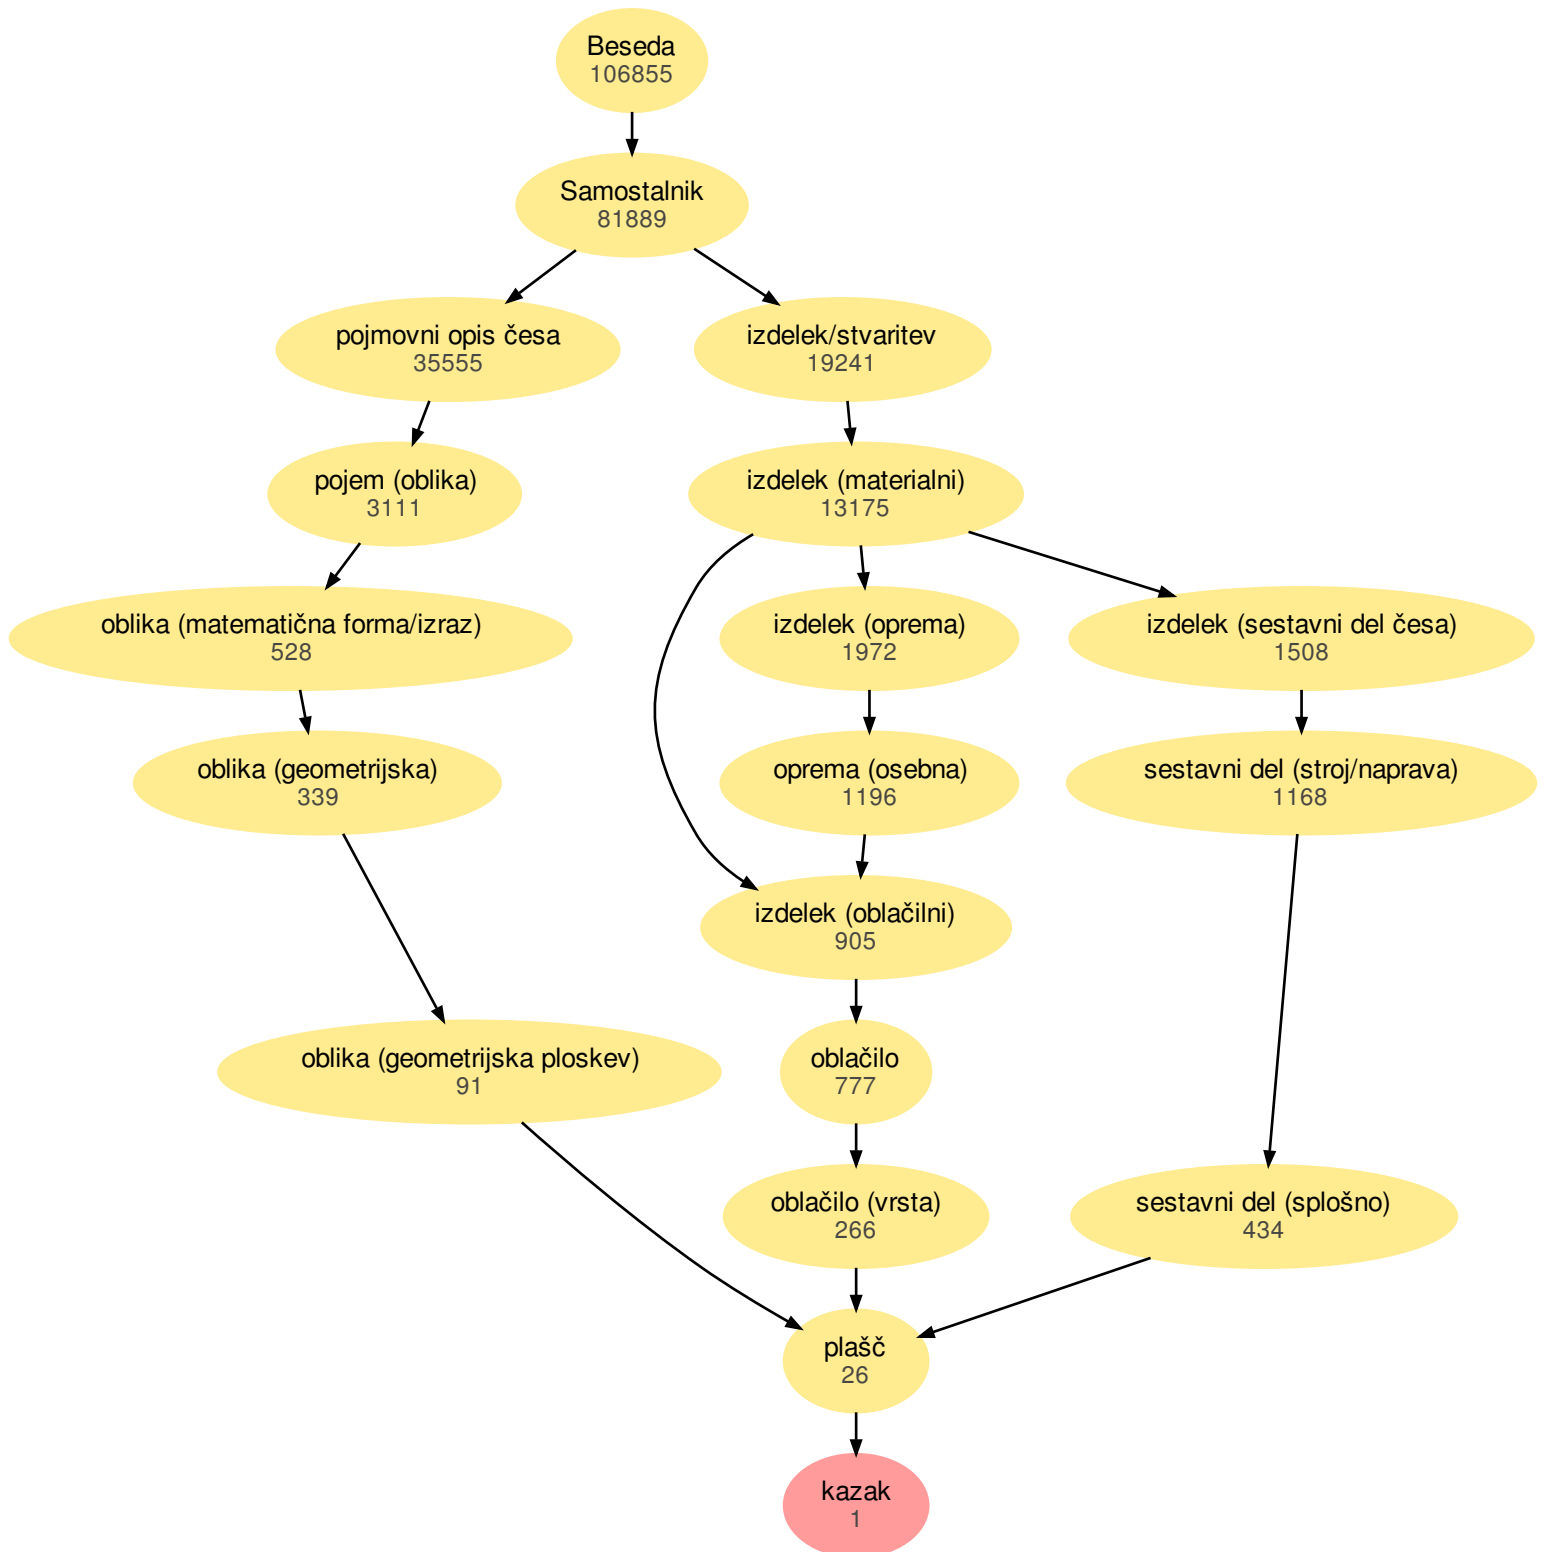 Beseda
106855
Samostalnik
81889
pojmovni opis česa
35555
izdelek/stvaritev
19241
pojem (oblika)
3111
izdelek (materialni)
13175
oblika (matematična forma/izraz)
528
izdelek (oprema)
1972
izdelek (sestavni del česa)
1508
oblika (geometrijska)
339
oprema (osebna)
1196
sestavni del (stroj/naprava)
1168
izdelek (oblačilni)
905
oblika (geometrijska ploskev)
91
oblačilo
777
oblačilo (vrsta)
266
sestavni del (splošno)
434
plašč
26
kazak
1